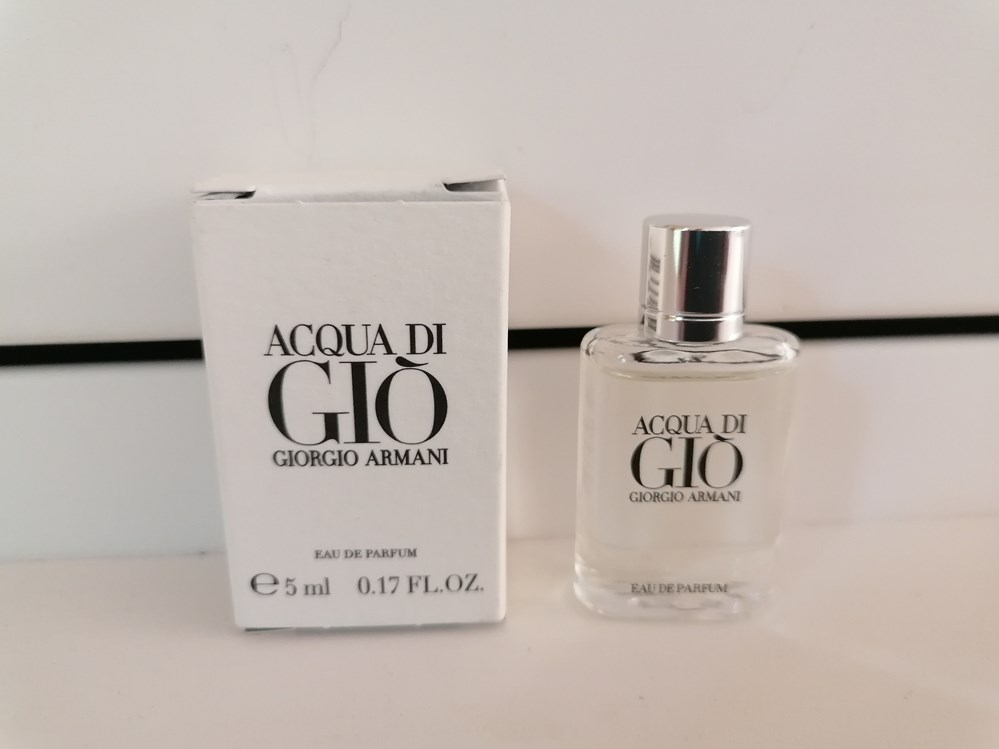 ACQUA DI
GIÒ
GIORGIO ARMANI
EAU DE PARFUM
℮ 5 ml 0.17 FL.OZ.
ACQUA DI
GIÒ
GIORGIO ARMANI
EAU DE PARFUM